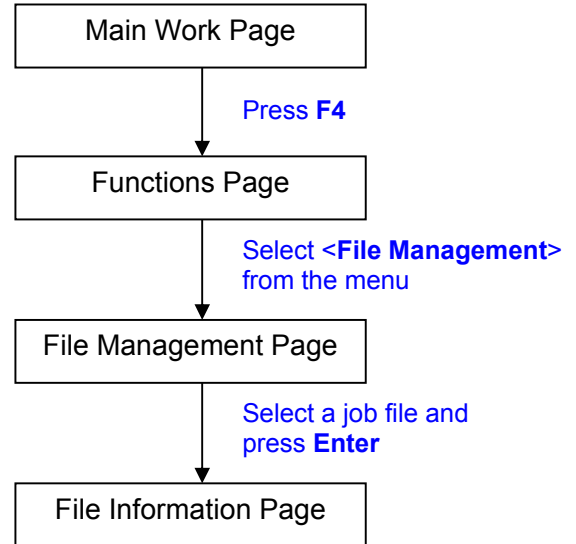 Main Work Page
Press F4
Functions Page
Select <File Management>
from the menu
File Management Page
Select a job file and
press Enter
File Information Page